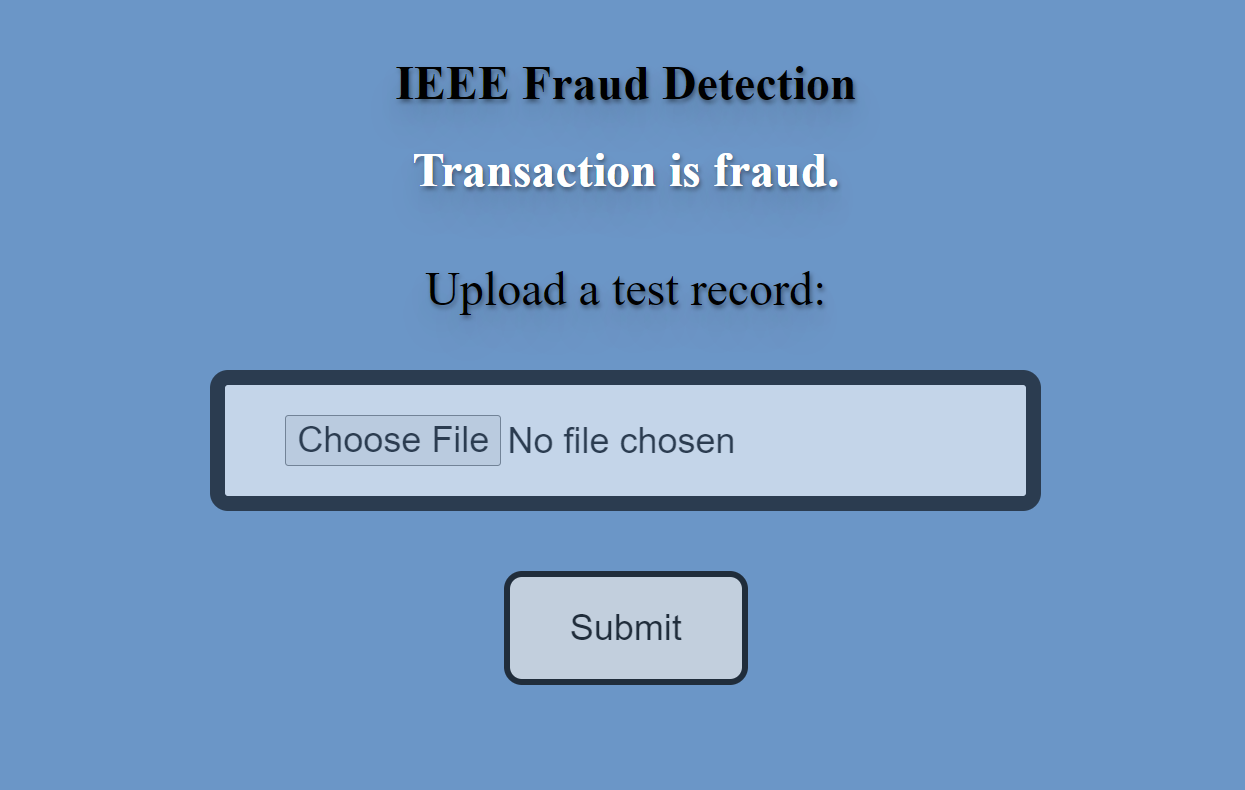 IEEE Fraud Detection
Transaction is fraud.
Upload a test record:
Choose File No file chosen
Submit